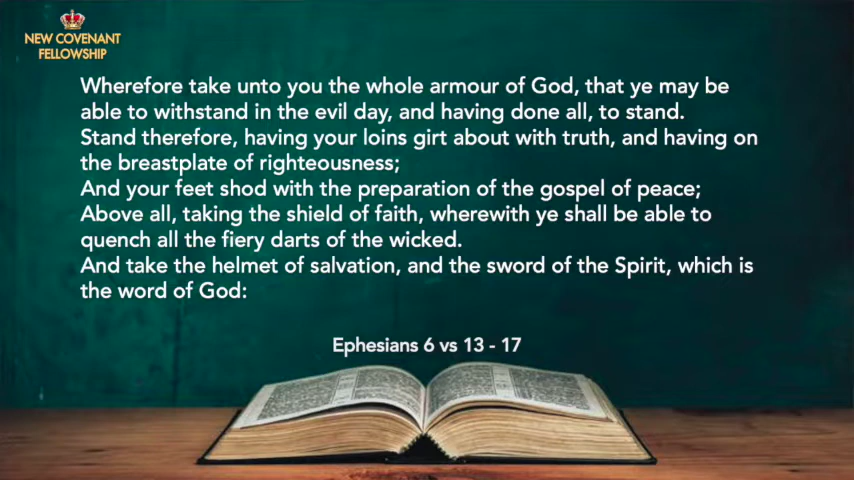 NEW COVENANT
FELLOWSHIP
Wherefore take unto you the whole armour of God, that ye may be
able to withstand in the evil day, and having done all, to stand.
Stand therefore, having your loins girt about with truth, and having on
the breastplate of righteousness;
And your feet shod with the preparation of the gospel of peace;
Above all, taking the shield of faith, wherewith ye shall be able to
quench all the fiery darts of the wicked.
And take the helmet of salvation, and the sword of the Spirit, which is
the word of God:
Ephesians 6 vs 13 - 17